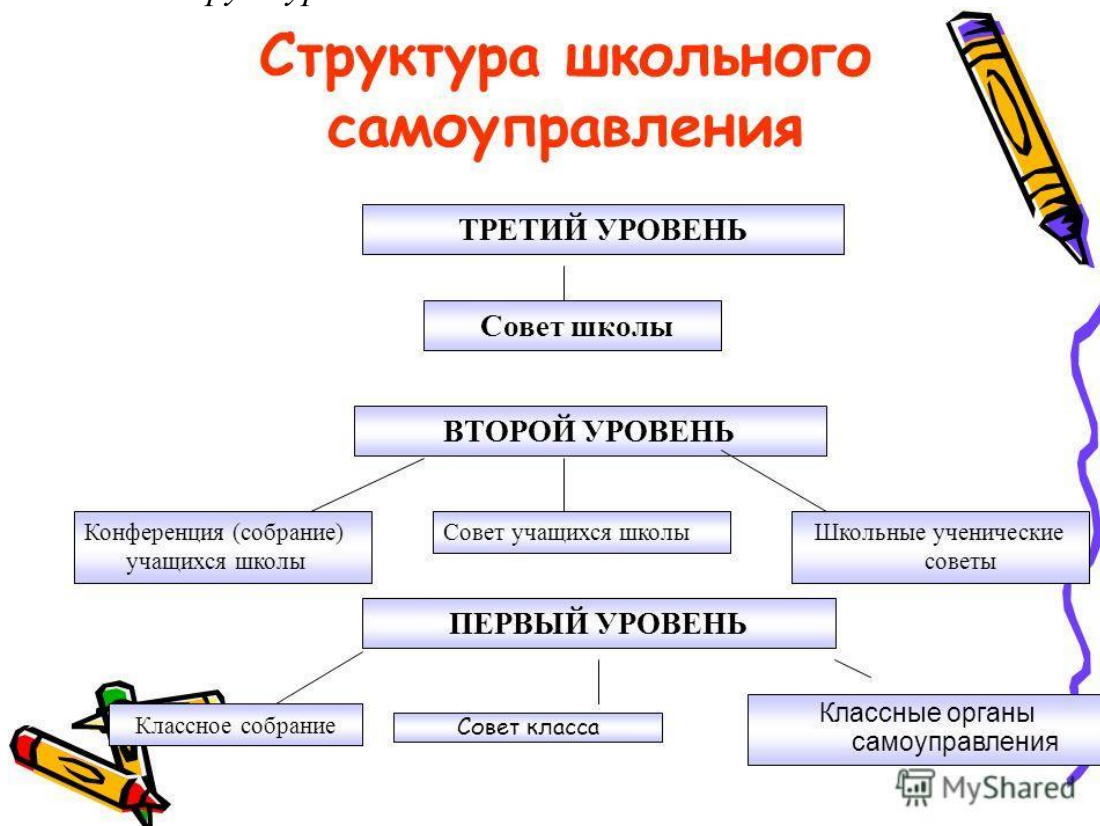 Структура школьного
самоуправления
ТРЕТИЙ УРОВЕНЬ
Совет школы
ВТОРОЙ УРОВЕНЬ
Конференция (собрание)
учащихся школы
Совет учащихся школы
Школьные ученические
советы
ПЕРВЫЙ УРОВЕНЬ
Классное собрание
Совет класса
Классные органы
самоуправления
MyShared